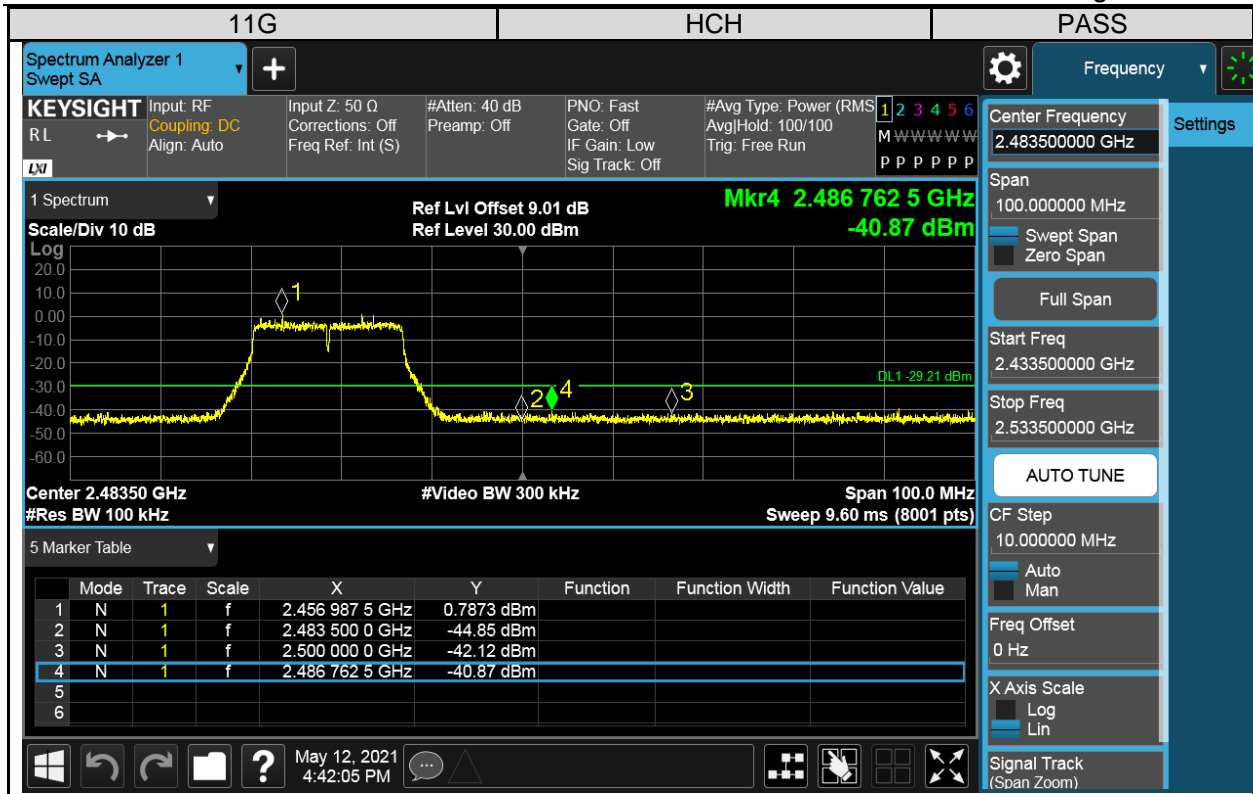 11G HCH PASS
Spectrum Analyzer 1
Swept SA
+
Frequency
KEYSIGHT
RL
LXI
Input: RF
Coupling: DC
Align: Auto
Input Z: 50 Ω
Corrections: Off
Freq Ref: Int (S)
#Atten: 40 dB
Preamp: Off
PNO: Fast
Gate: Off
IF Gain: Low
Sig Track: Off
#Avg Type: Power (RMS
Avg|Hold: 100/100
Trig: Free Run
1 2 3 4 5 6
M W W W W W
P P P P P P
1 Spectrum
Scale/Div 10 dB
Ref Lvl Offset 9.01 dB
Ref Level 30.00 dBm
Mkr4 2.486 762 5 GHz
-40.87 dBm
Log
20.0
10.0
0.00
-10.0
-20.0
-30.0
-40.0
-50.0
-60.0
1
2
4
3
DL1 -29.21 dBm
Center 2.48350 GHz
#Video BW 300 kHz
Span 100.0 MHz
#Res BW 100 kHz
Sweep 9.60 ms (8001 pts)
5 Marker Table
Mode Trace Scale X Y Function Function Width Function Value
1 N 1 f 2.456 987 5 GHz 0.7873 dBm
2 N 1 f 2.483 500 0 GHz -44.85 dBm
3 N 1 f 2.500 000 0 GHz -42.12 dBm
4 N 1 f 2.486 762 5 GHz -40.87 dBm
5
6
?
May 12, 2021
4:42:05 PM
Center Frequency
2.483500000 GHz
Settings
Span
100.000000 MHz
Swept Span
Zero Span
Full Span
Start Freq
2.433500000 GHz
Stop Freq
2.533500000 GHz
AUTO TUNE
CF Step
10.000000 MHz
Auto
Man
Freq Offset
0 Hz
X Axis Scale
Log
Lin
Signal Track
(Span Zoom)